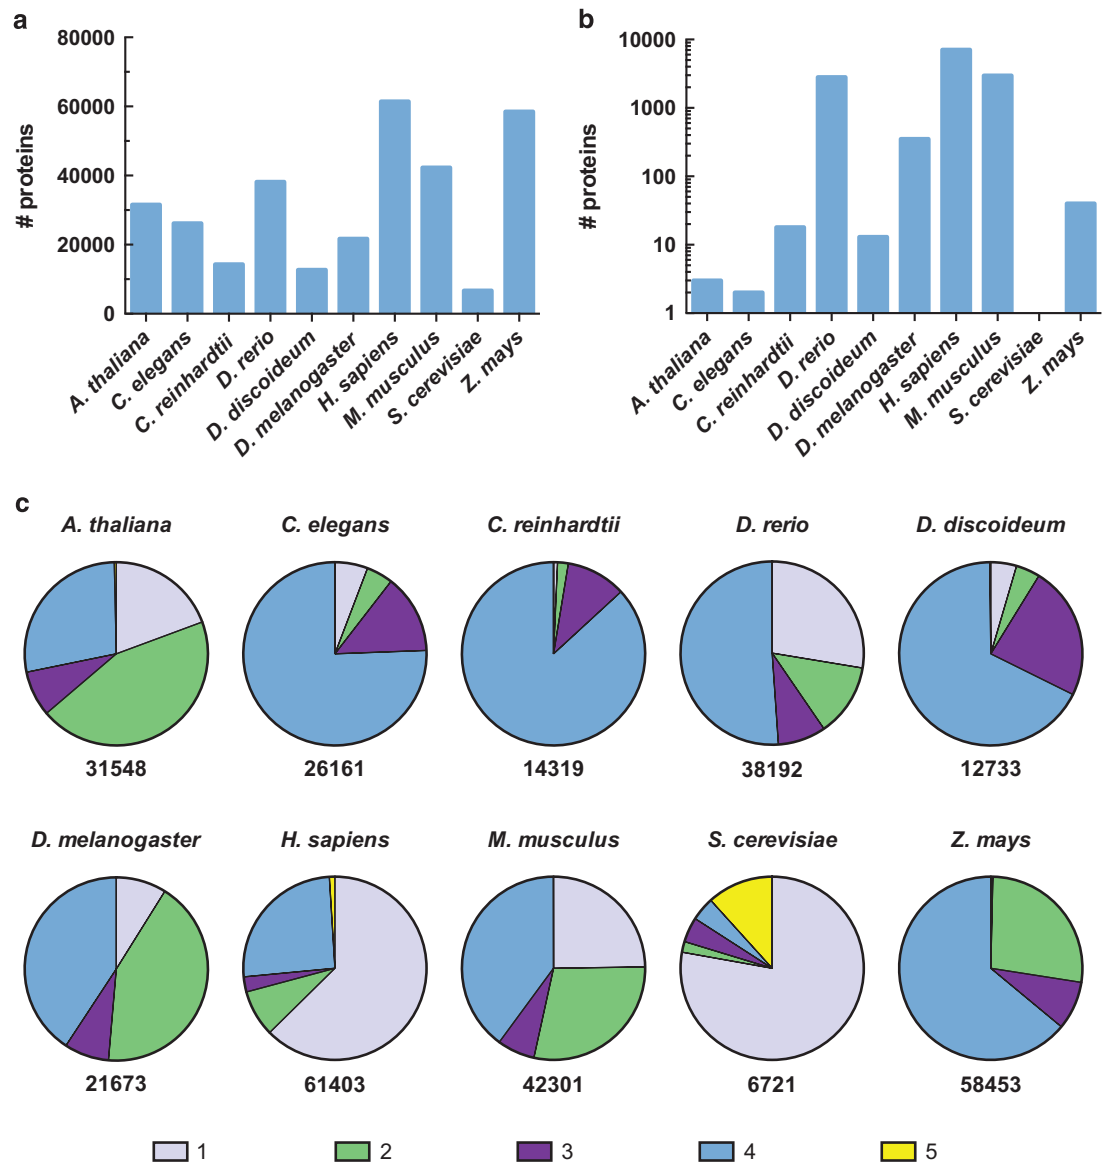 a
# proteins
80000
60000
40000
20000
0
A. thaliana
C. elegans
C. reinhardtii
D. rerio
D. discoideum
D. melanogaster
H. sapiens
M. musculus
S. cerevisiae
Z. mays
b
# proteins
10000
1000
100
10
1
A. thaliana
C. elegans
C. reinhardtii
D. rerio
D. discoideum
D. melanogaster
H. sapiens
M. musculus
S. cerevisiae
Z. mays
c
A. thaliana
C. elegans
C. reinhardtii
D. rerio
D. discoideum
31548
26161
14319
38192
12733
D. melanogaster
H. sapiens
M. musculus
S. cerevisiae
Z. mays
21673
61403
42301
6721
58453
1
2
3
4
5